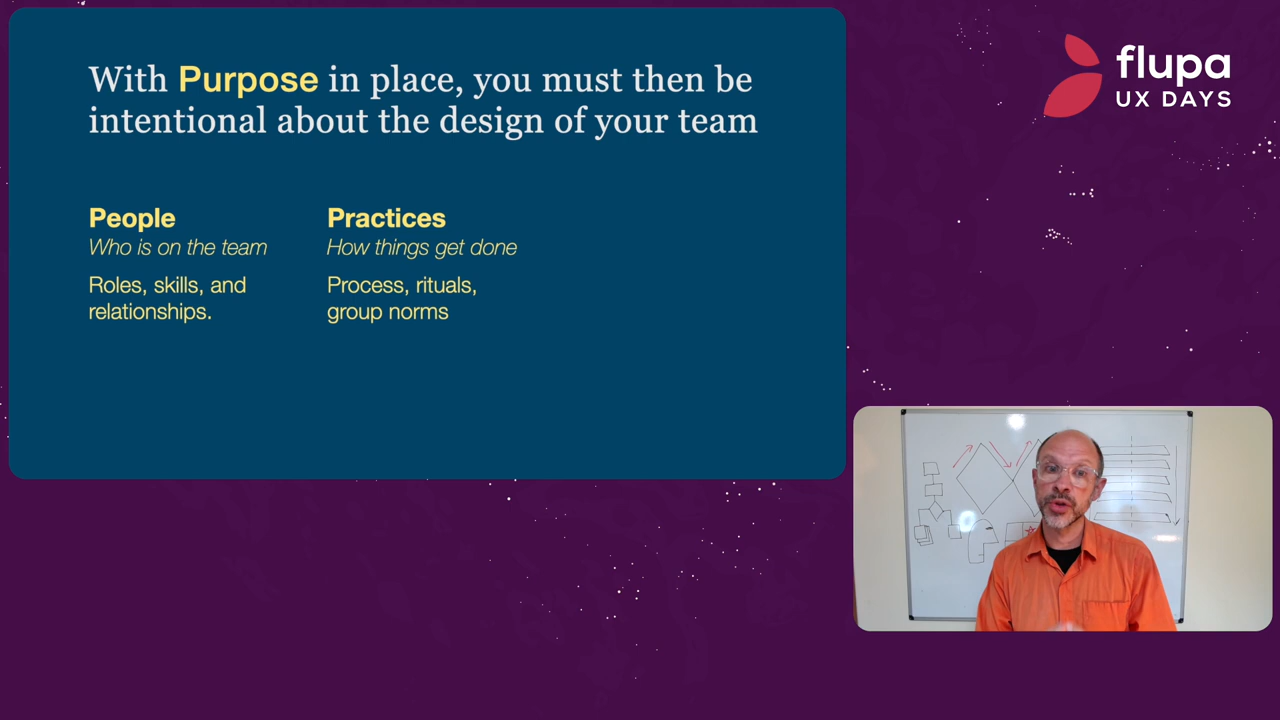 With Purpose in place, you must then be
intentional about the design of your team
People
Who is on the team
Roles, skills, and
relationships.
Practices
How things get done
Process, rituals,
group norms
flupa
UX DAYS